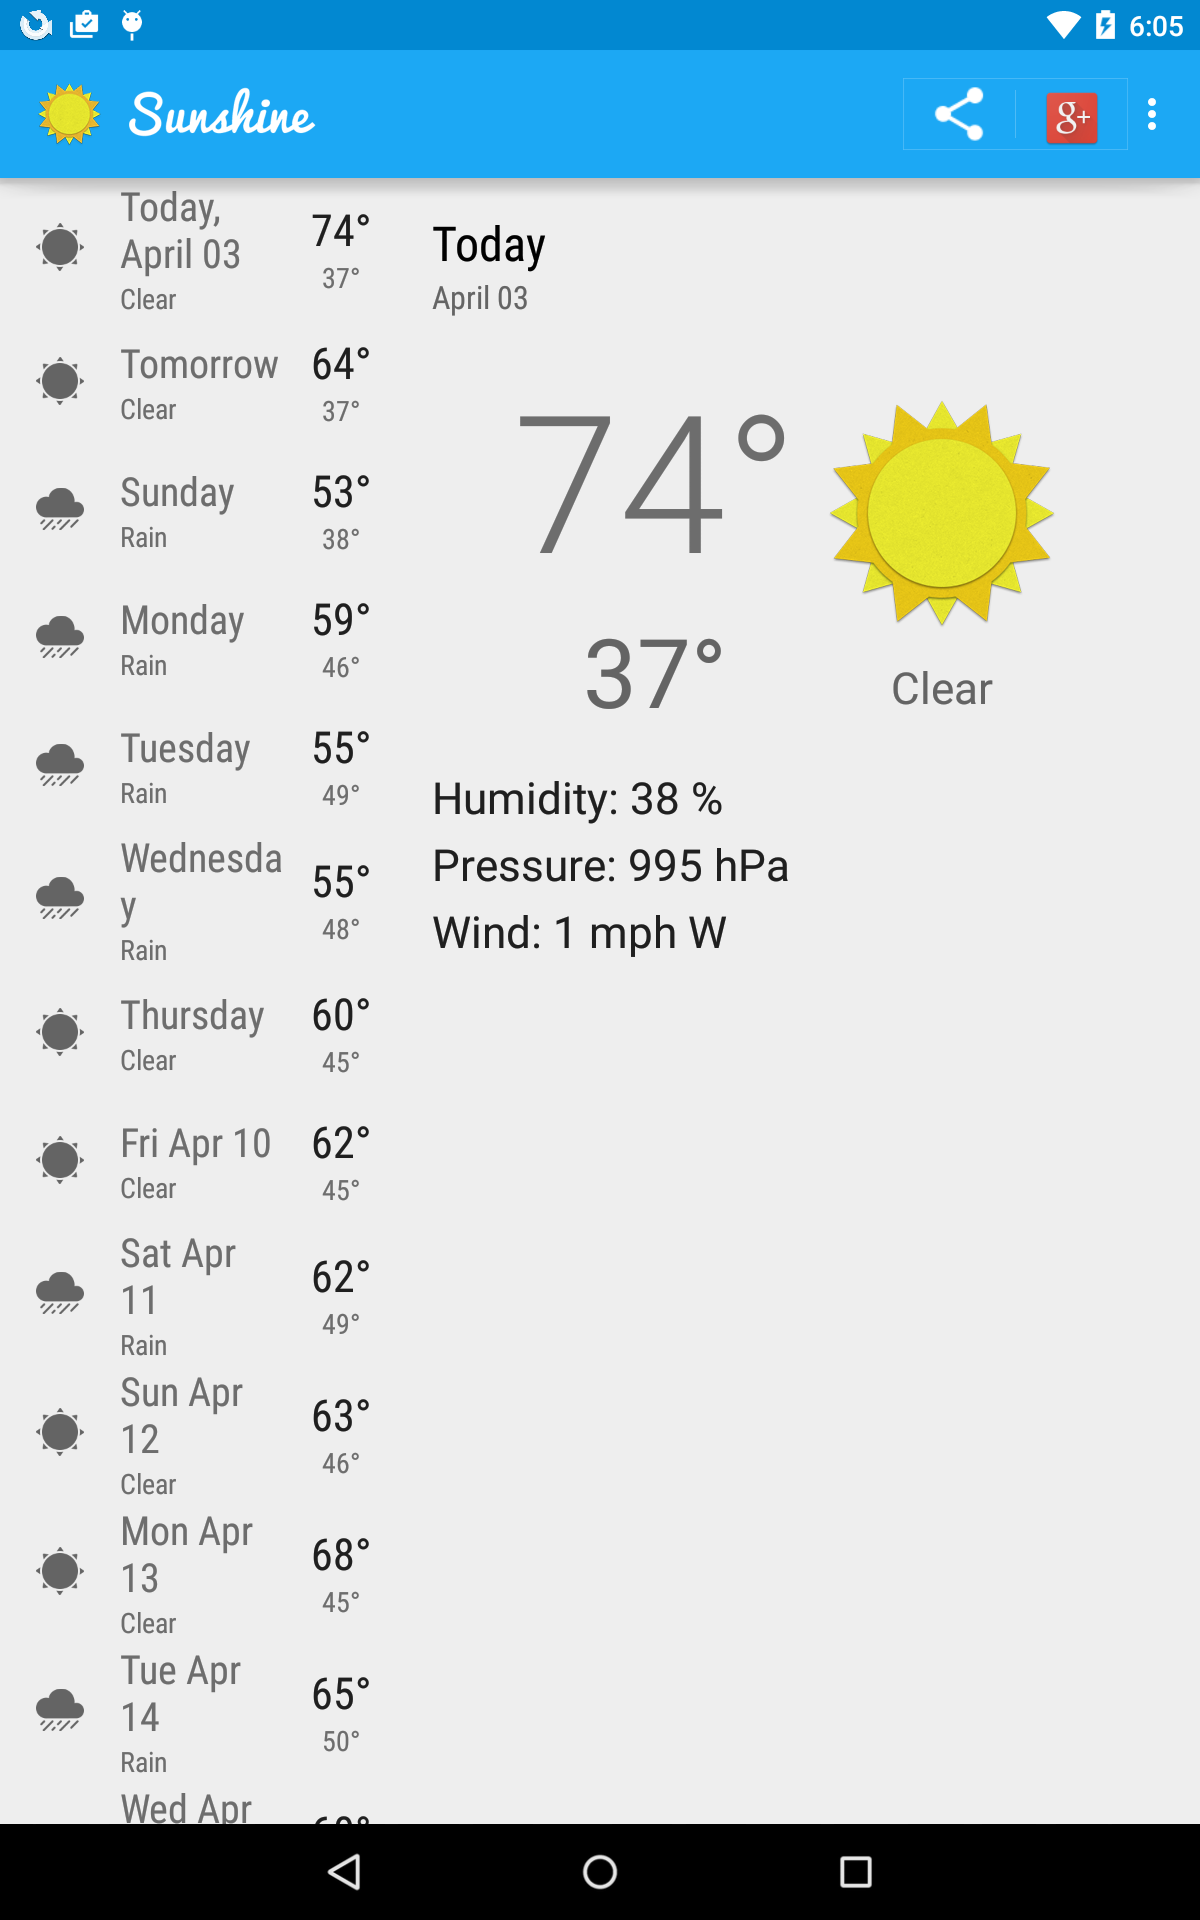 6:05
Sunshine
g+
Today,
April 03
Clear
74°
37°
Tomorrow
Clear
64°
37°
Sunday
Rain
53°
38°
Monday
Rain
59°
46°
Tuesday
Rain
55°
49°
Wednesda
y
Rain
55°
48°
Thursday
Clear
60°
45°
Fri Apr 10
Clear
62°
45°
Sat Apr
11
Rain
62°
49°
Sun Apr
12
Clear
63°
46°
Mon Apr
13
Clear
68°
45°
Tue Apr
14
Rain
65°
50°
Wed Apr
Today
April 03
74°
37°
Clear
Humidity: 38 %
Pressure: 995 hPa
Wind: 1 mph W